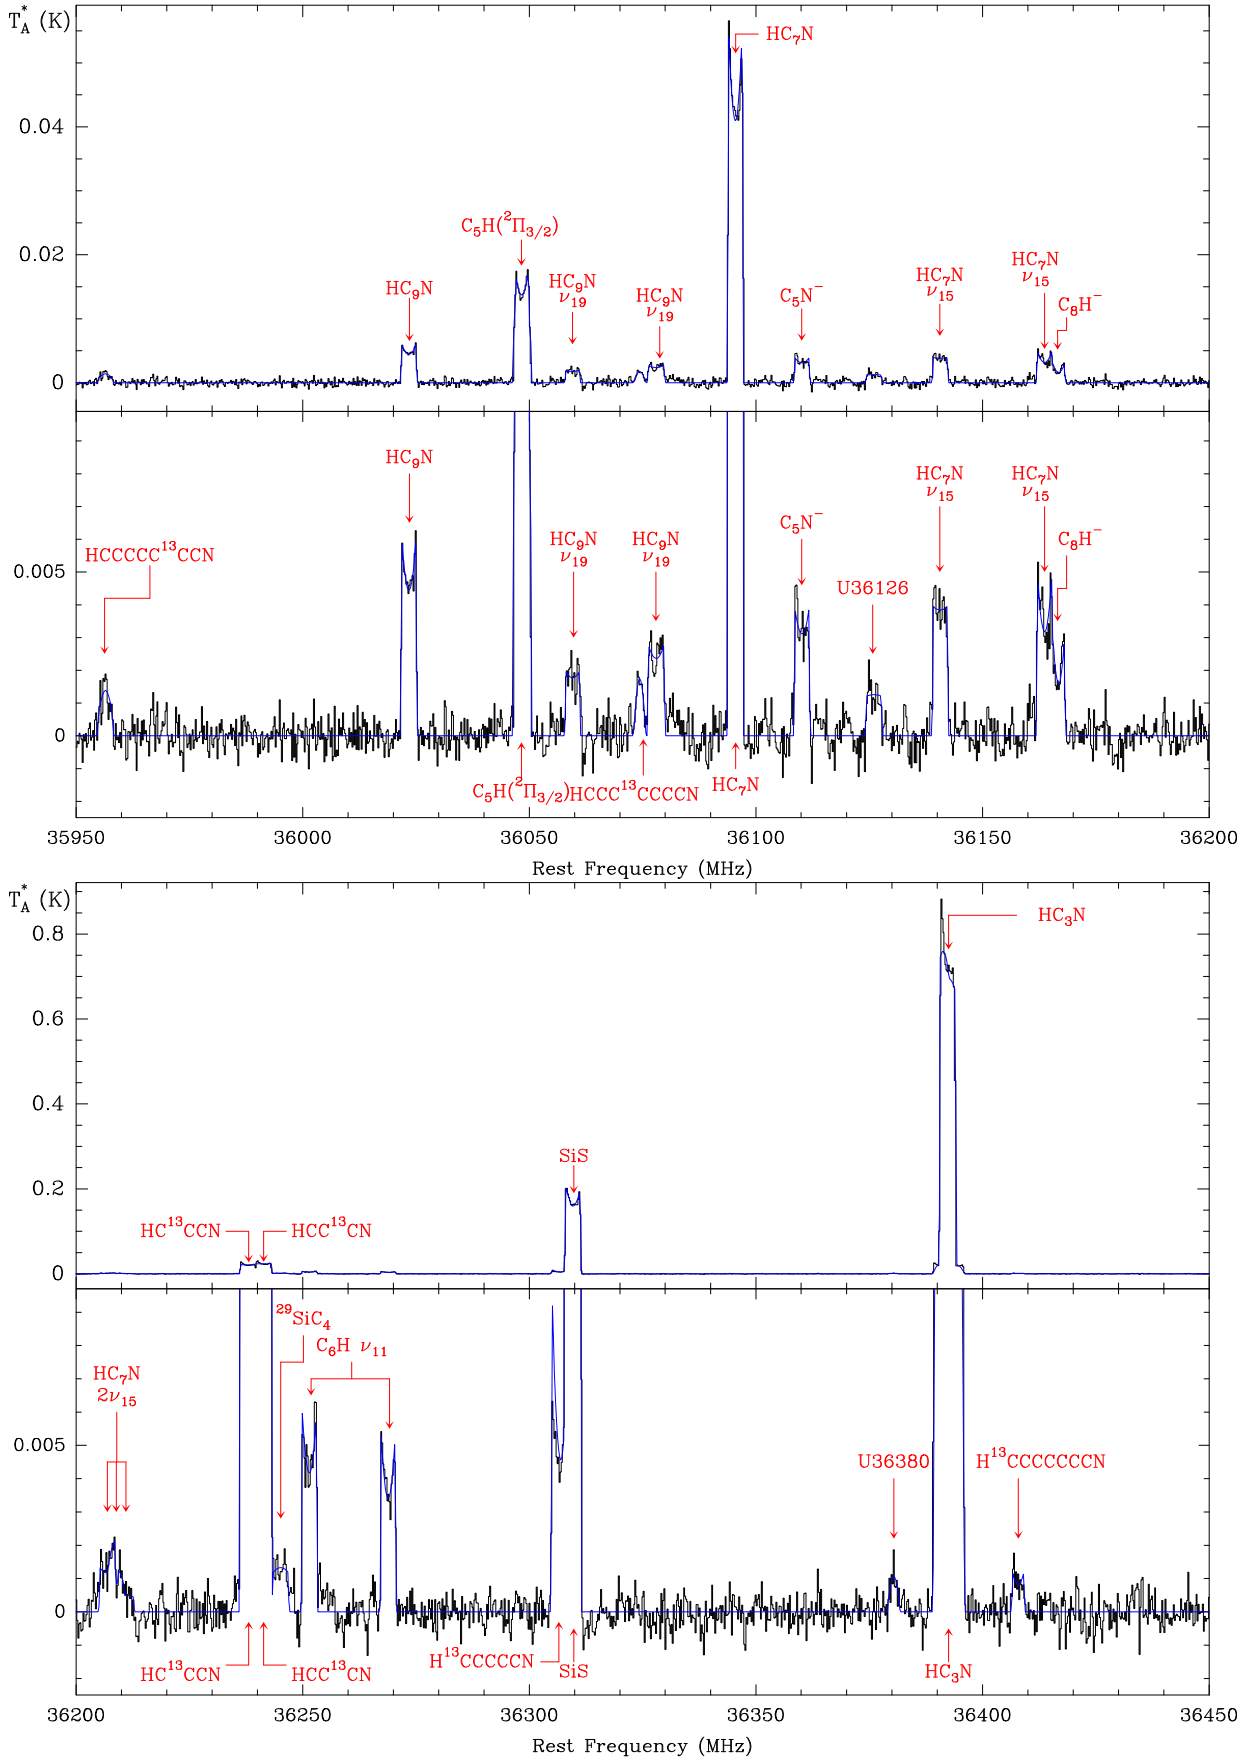 T*A (K)
HC₇N
0.04
C₅H(²Π₃/₂)
0.02
HC₉N
HC₉N
ν₁₉
HC₉N
ν₁₉
C₅N⁻
HC₇N
ν₁₅
HC₇N
ν₁₅
C₈H⁻
0
HC₉N
HC₇N
ν₁₅
HC₇N
ν₁₅
C₅N⁻
HCCCCC¹³CCN
HC₉N
ν₁₉
HC₉N
ν₁₉
C₈H⁻
0.005
U36126
0
C₅H(²Π₃/₂)
HCCC¹³CCCCN
HC₇N
35950
36000
36050
36100
36150
36200
Rest Frequency (MHz)
T*A (K)
HC₃N
0.8
0.6
0.4
SiS
0.2
HC¹³CCN
HCC¹³CN
0
²⁹SiC₄
C₆H ν₁₁
HC₇N
2ν₁₅
0.005
U36380
H¹³CCCCCCCN
0
HC¹³CCN
HCC¹³CN
H¹³CCCCCN
SiS
HC₃N
36200
36250
36300
36350
36400
36450
Rest Frequency (MHz)